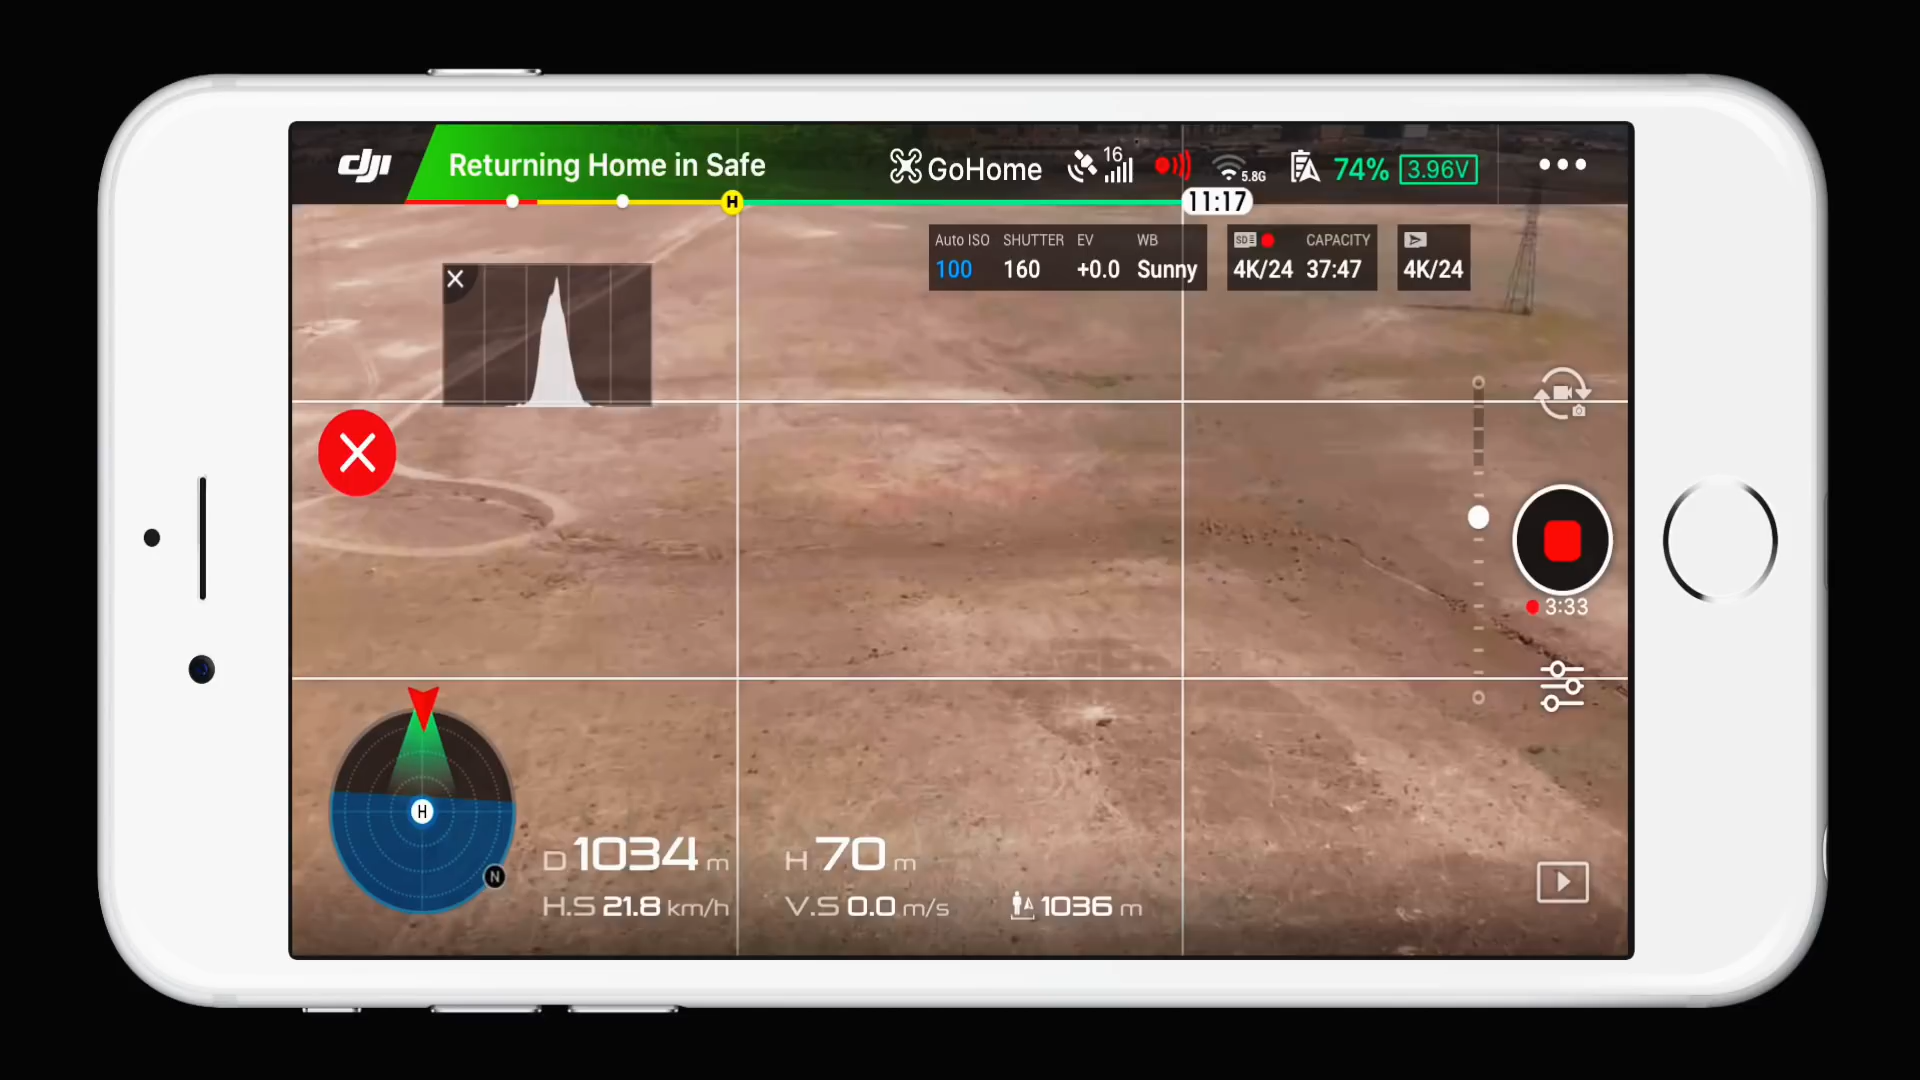 dji
Returning Home in Safe
GoHome
16
5.8G
74%
3.96V
H
11:17
Auto ISO SHUTTER EV WB
100 160 +0.0 Sunny
SD CAPACITY
4K/24 37:47
4K/24
3:33
H
N
D 1034 m
H 70 m
H.S 21.8 km/h
V.S 0.0 m/s
1036 m